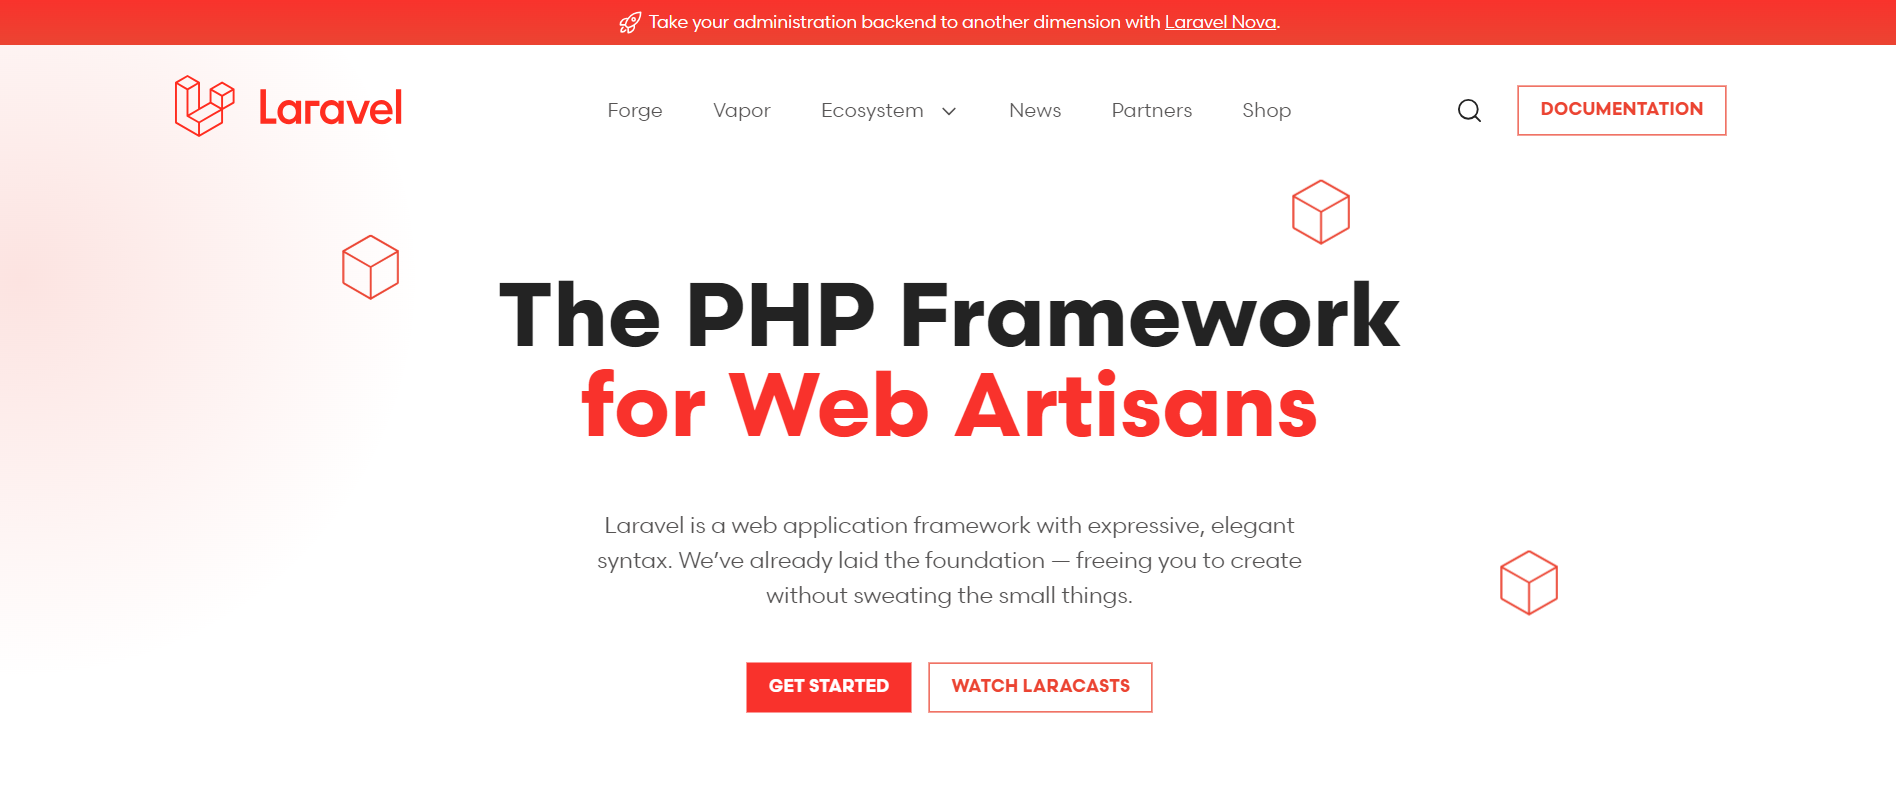 Take your administration backend to another dimension with Laravel Nova.
Laravel
Forge Vapor Ecosystem News Partners Shop
DOCUMENTATION
The PHP Framework
for Web Artisans
Laravel is a web application framework with expressive, elegant
syntax. We’ve already laid the foundation — freeing you to create
without sweating the small things.
GET STARTED
WATCH LARACASTS